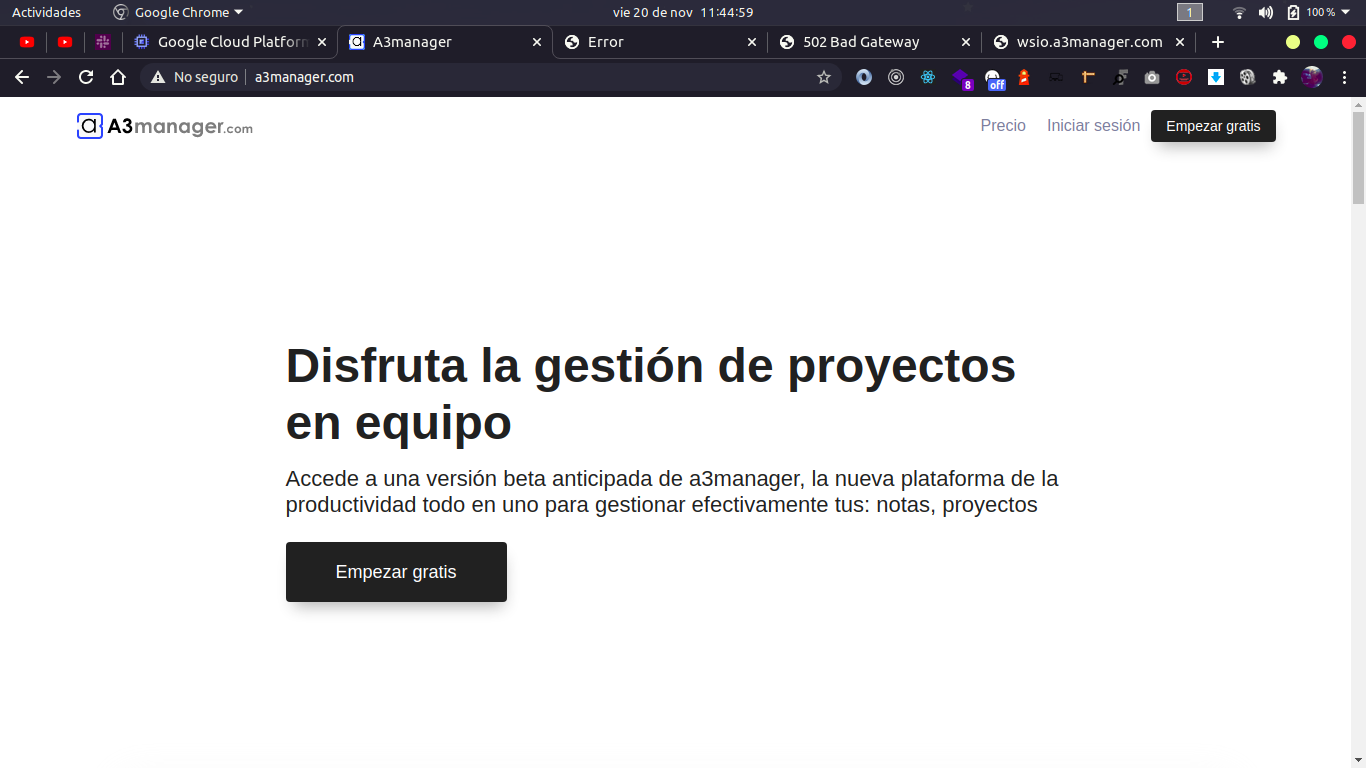 Actividades
Google Chrome
vie 20 de nov 11:44:59
1
100 %
Google Cloud Platform
A3manager
Error
502 Bad Gateway
wsio.a3manager.com
No seguro
a3manager.com
8
off
a A3manager.com
Precio
Iniciar sesión
Empezar gratis
Disfruta la gestión de proyectos
en equipo
Accede a una versión beta anticipada de a3manager, la nueva plataforma de la
productividad todo en uno para gestionar efectivamente tus: notas, proyectos
Empezar gratis